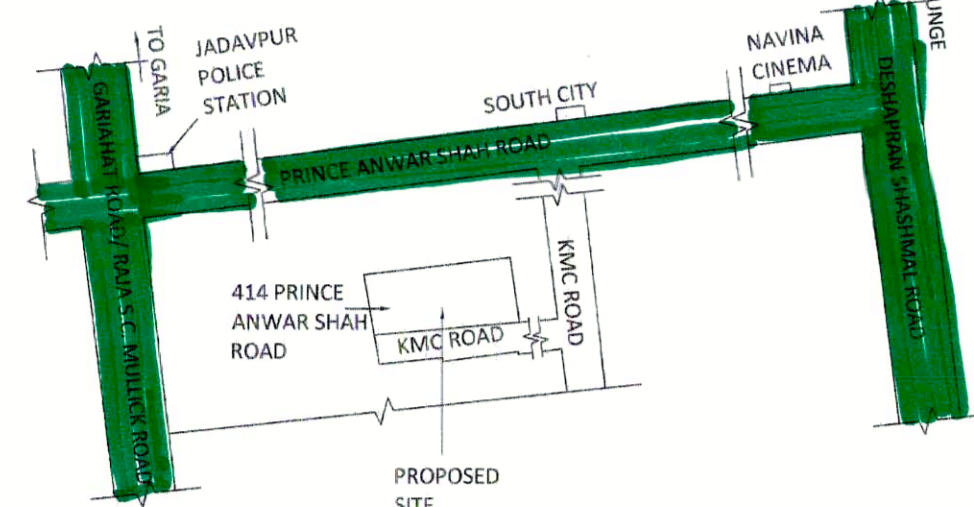 TO GARIA
JADAVPUR
POLICE
STATION
SOUTH CITY
NAVINA
CINEMA
GARIAHAT ROAD/ RAJA S.C. MULLICK ROAD
PRINCE ANWAR SHAH ROAD
DESHAPRAN SHASHMAL ROAD
KMC ROAD
414 PRINCE
ANWAR SHAH
ROAD
KMC ROAD
PROPOSED
SITE